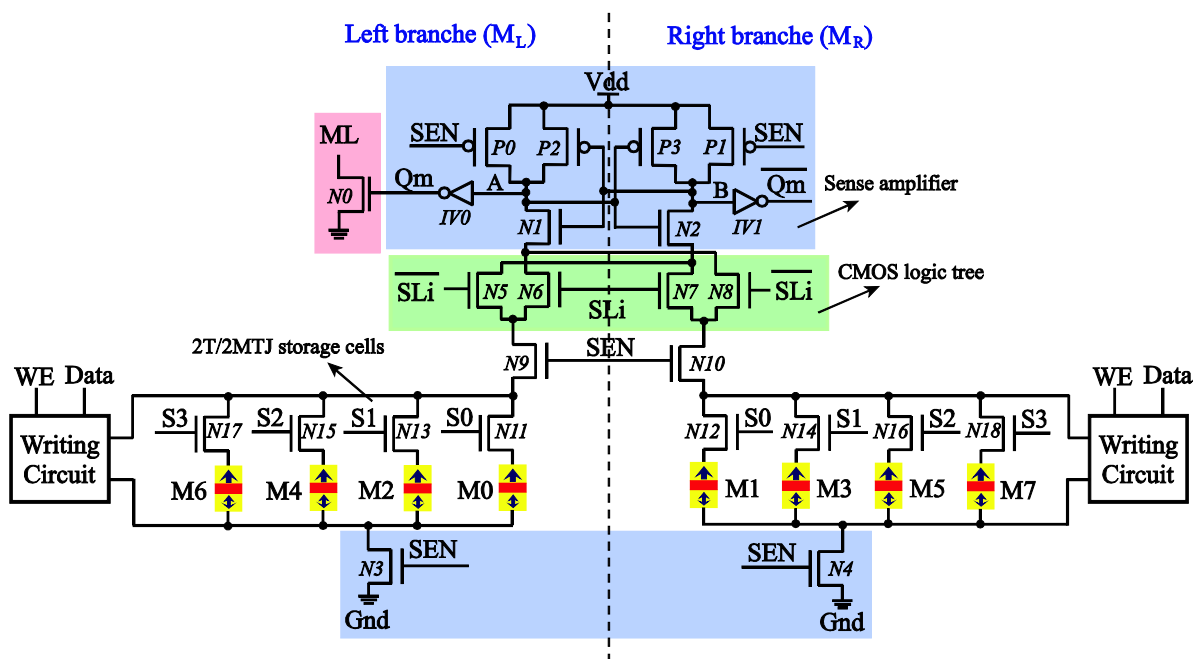 Left branche (M L)
Right branche (M R)
Vdd
ML
SEN
P0
P2
P3
P1
SEN
N0
Qm
A
IV0
B
IV1
Qm
Sense amplifier
N1
N2
SLi
N5
N6
SLi
N7
N8
SLi
CMOS logic tree
2T/2MTJ storage cells
N9
SEN
N10
WE Data
WE Data
Writing
Circuit
S3
N17
S2
N15
S1
N13
S0
N11
N12
S0
N14
S1
N16
S2
N18
S3
Writing
Circuit
M6
M4
M2
M0
M1
M3
M5
M7
N3
SEN
Gnd
SEN
N4
Gnd